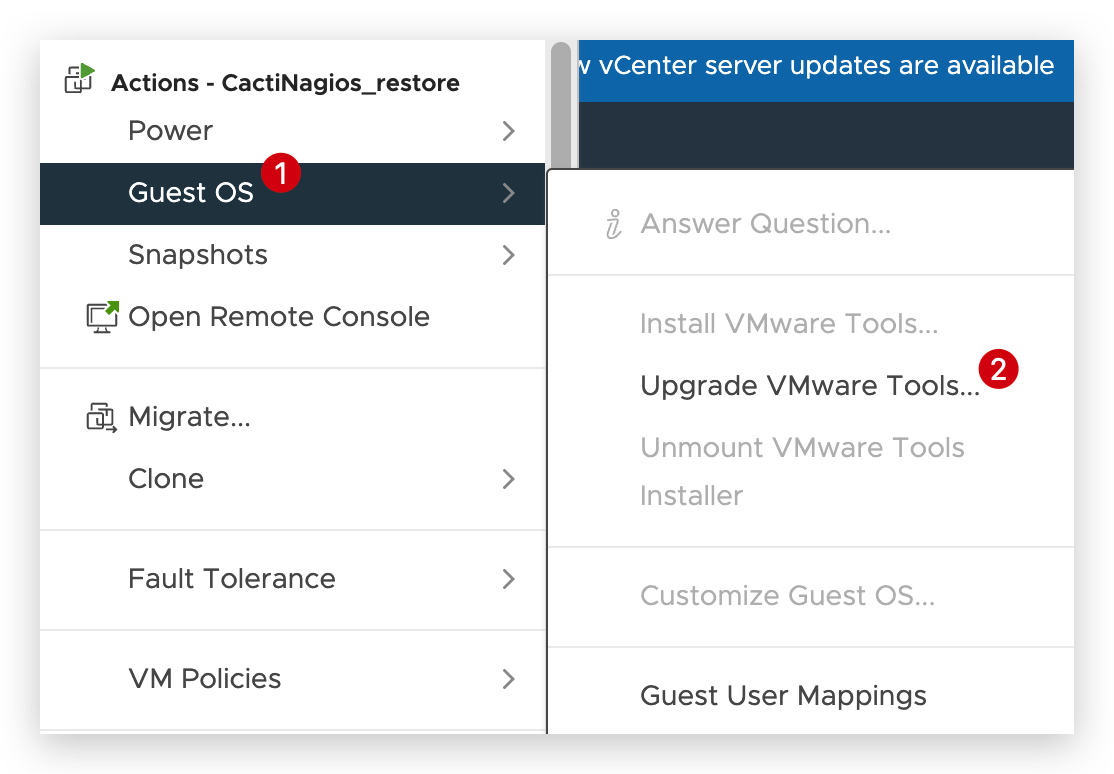 Actions - CactiNagios_restore
Power
Guest OS
1
Snapshots
Open Remote Console
Migrate...
Clone
Fault Tolerance
VM Policies
vCenter server updates are available
Answer Question...
Install VMware Tools...
Upgrade VMware Tools...
2
Unmount VMware Tools
Installer
Customize Guest OS...
Guest User Mappings